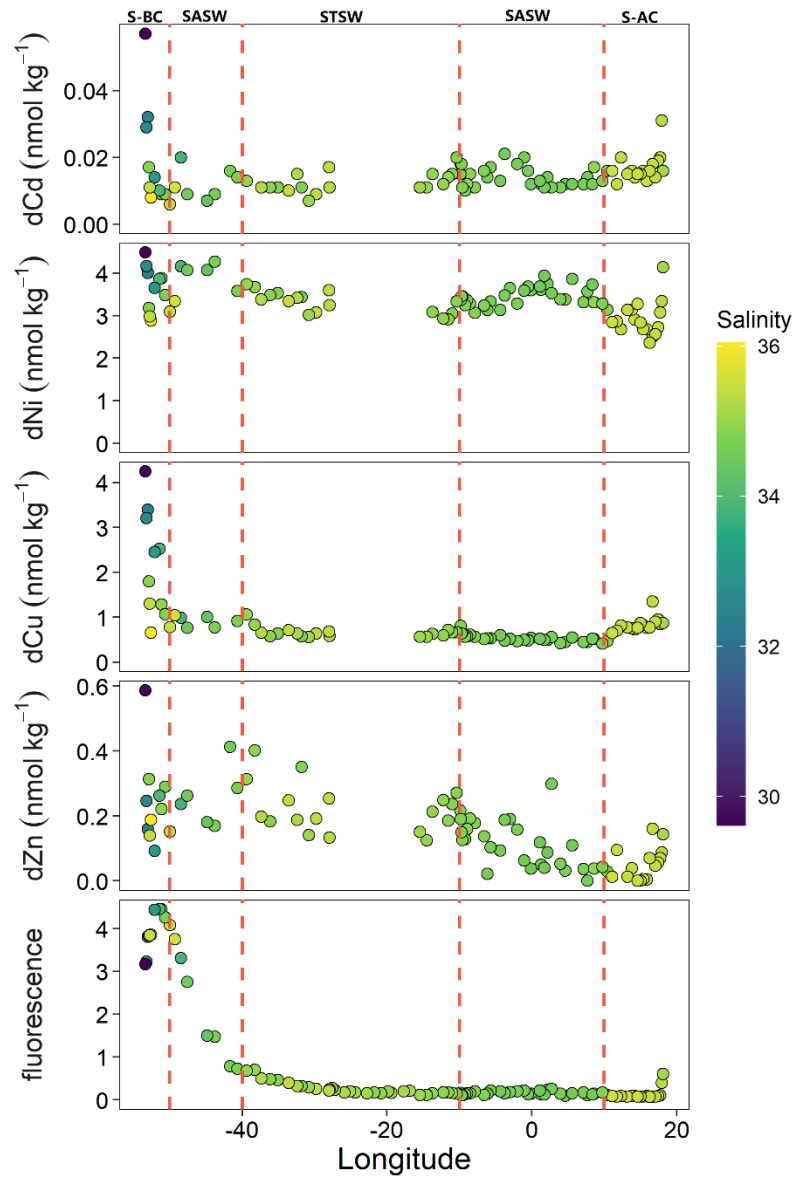 S-BC SASW STSW SASW S-AC
dCd (nmol kg⁻¹)
0.04
0.02
0.00
dNi (nmol kg⁻¹)
4
3
2
1
0
dCu (nmol kg⁻¹)
4
3
2
1
0
dZn (nmol kg⁻¹)
0.6
0.4
0.2
0.0
fluorescence
4
3
2
1
0
-40 -20 0 20
Longitude
Salinity
36
34
32
30